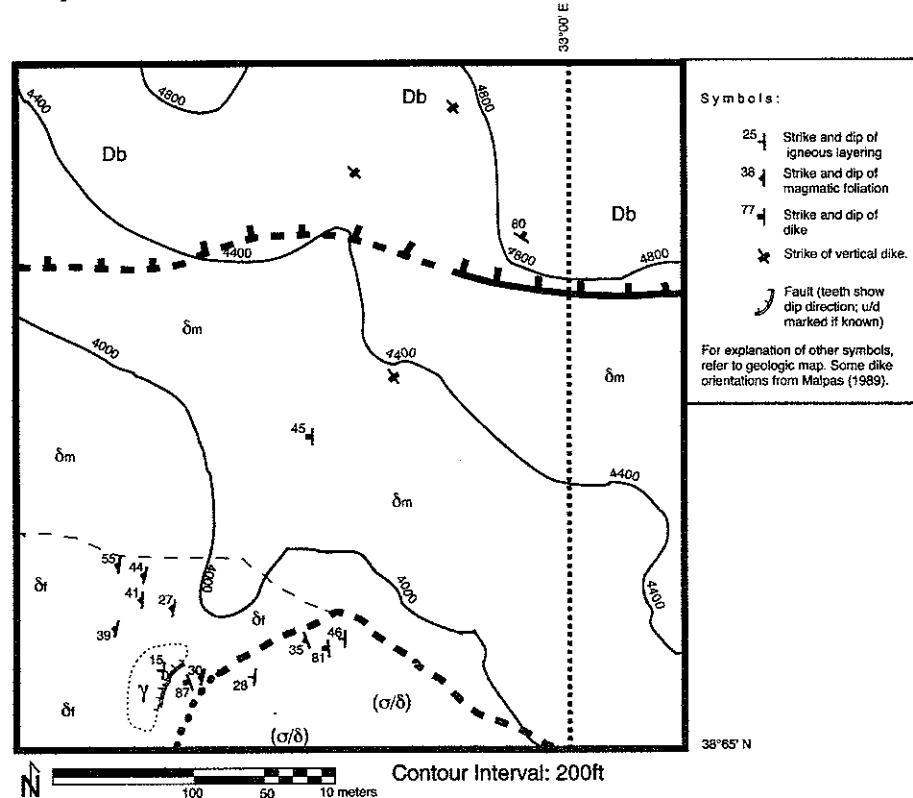 33°00' E
4400
4800
Db
4800
Db
Db
80
4400
4800
4800
δm
4000
4400
δm
45
4400
δm
δm
55
44
4000
4000
4400
δf
41
27
δf
39
46
35
81
15
30
28
γ
87
(σ/δ)
δf
(σ/δ)
38°65' N
N
100 50 10 meters
Contour Interval: 200ft
Symbols:
25 Strike and dip of
igneous layering
38 Strike and dip of
magmatic foliation
77 Strike and dip of
dike
Strike of vertical dike.
Fault (teeth show
dip direction; u/d
marked if known)
For explanation of other symbols,
refer to geologic map. Some dike
orientations from Malpas (1989).